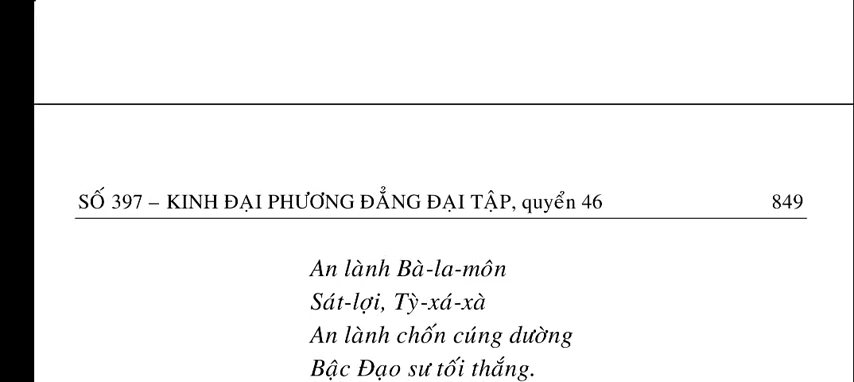 SỐ 397 – KINH ĐẠI PHƯƠNG ĐẲNG ĐẠI TẬP, quyển 46 849
An lành Bà-la-môn
Sát-lợi, Tỳ-xá-xà
An lành chốn cúng dường
Bậc Đạo sư tối thắng.